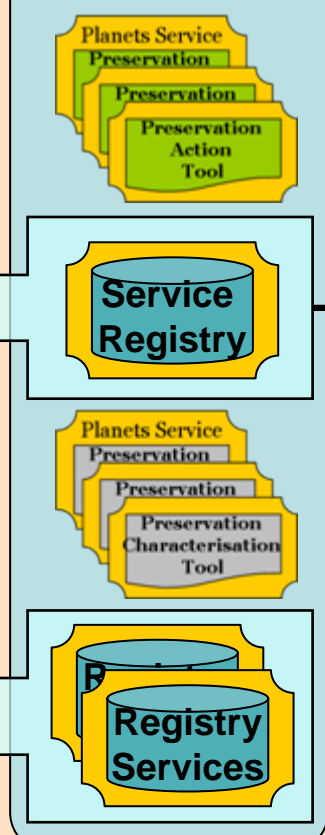 Planets Service
Preservation
Preservation
Preservation
Action
Tool
Service
Registry
Planets Service
Preservation
Preservation
Preservation
Characterisation
Tool
Registry
Services